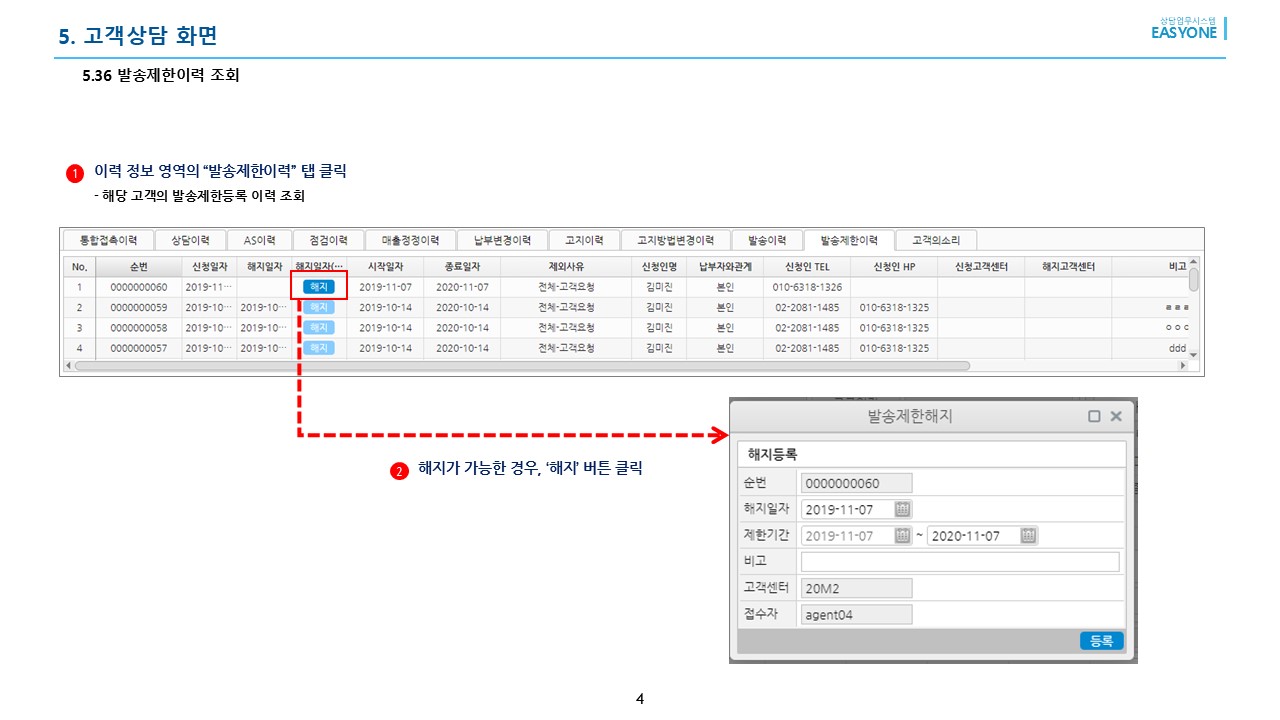 5. 고객상담 화면
상담업무시스템
EASYONE
5.36 발송제한이력 조회
1 이력 정보 영역의 “발송제한이력” 탭 클릭
- 해당 고객의 발송제한등록 이력 조회
통합접촉이력 상담이력 AS이력 점검이력 매출정정이력 납부변경이력 고지이력 고지방법변경이력 발송이력 발송제한이력 고객의소리
No. 순번 신청일자 해지일자 해지일자(… 시작일자 종료일자 제외사유 신청인명 납부자와관계 신청인 TEL 신청인 HP 신청고객센터 해지고객센터 비고
1 0000000060 2019-11… 해지 2019-11-07 2020-11-07 전체-고객요청 김미진 본인 010-6318-1326
2 0000000059 2019-10… 2019-10… 해지 2019-10-14 2020-10-14 전체-고객요청 김미진 본인 02-2081-1485 010-6318-1325
3 0000000058 2019-10… 2019-10… 해지 2019-10-14 2020-10-14 전체-고객요청 김미진 본인 02-2081-1485 010-6318-1325
4 0000000057 2019-10… 2019-10… 해지 2019-10-14 2020-10-14 전체-고객요청 김미진 본인 02-2081-1485 010-6318-1325 ddd
2 해지가 가능한 경우, ‘해지’ 버튼 클릭
발송제한해지
해지등록
순번 0000000060
해지일자 2019-11-07
제한기간 2019-11-07 ~ 2020-11-07
비고
고객센터 20M2
접수자 agent04
등록
4